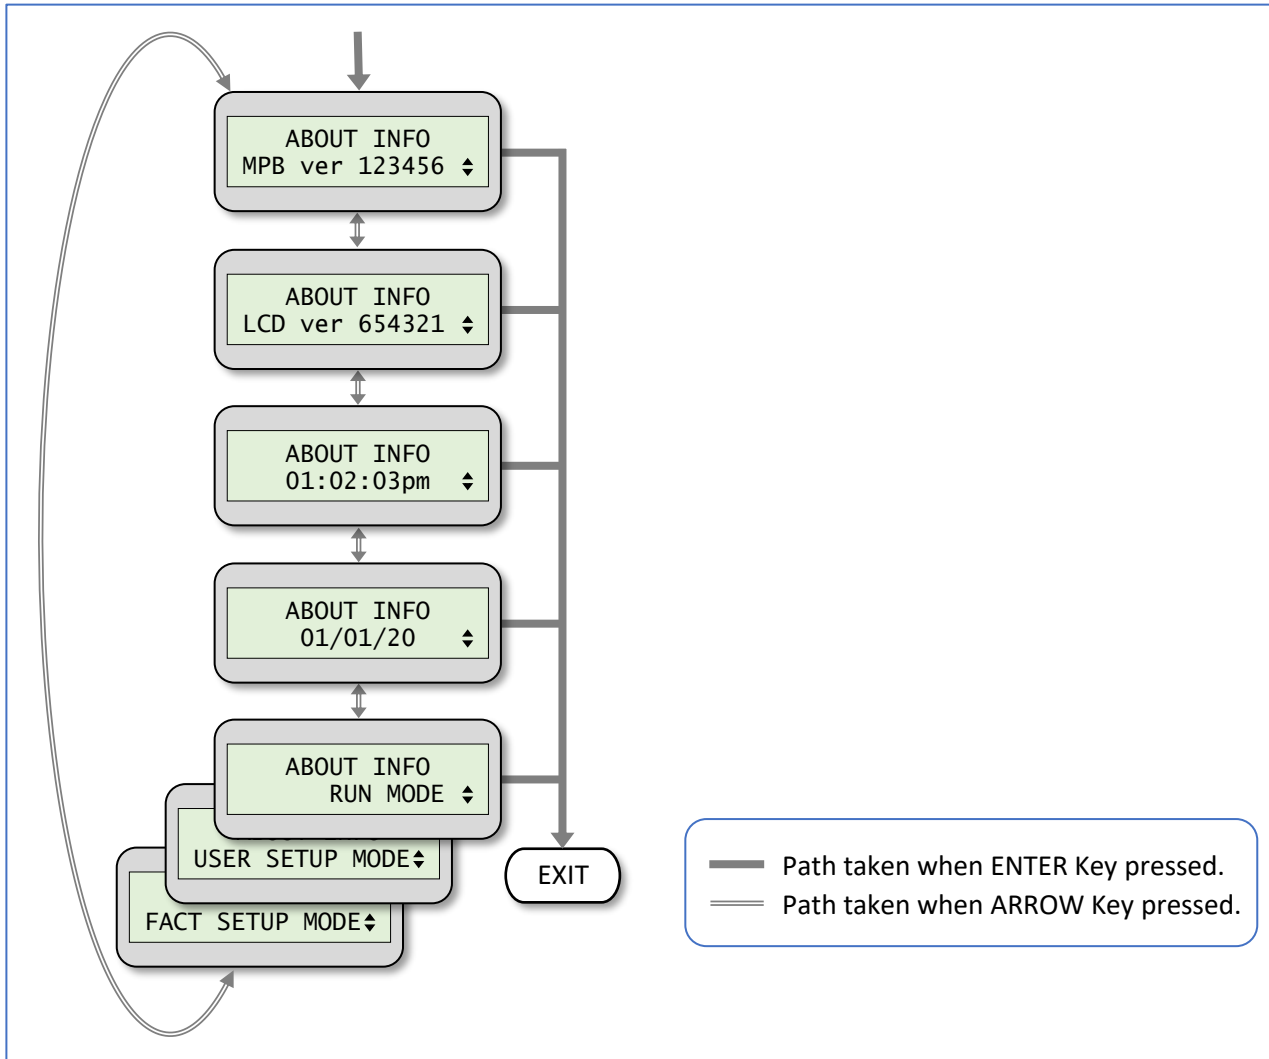 ABOUT INFO
MPB ver 123456
ABOUT INFO
LCD ver 654321
ABOUT INFO
01:02:03pm
ABOUT INFO
01/01/20
ABOUT INFO
RUN MODE
USER SETUP MODE
FACT SETUP MODE
EXIT
Path taken when ENTER Key pressed.
Path taken when ARROW Key pressed.